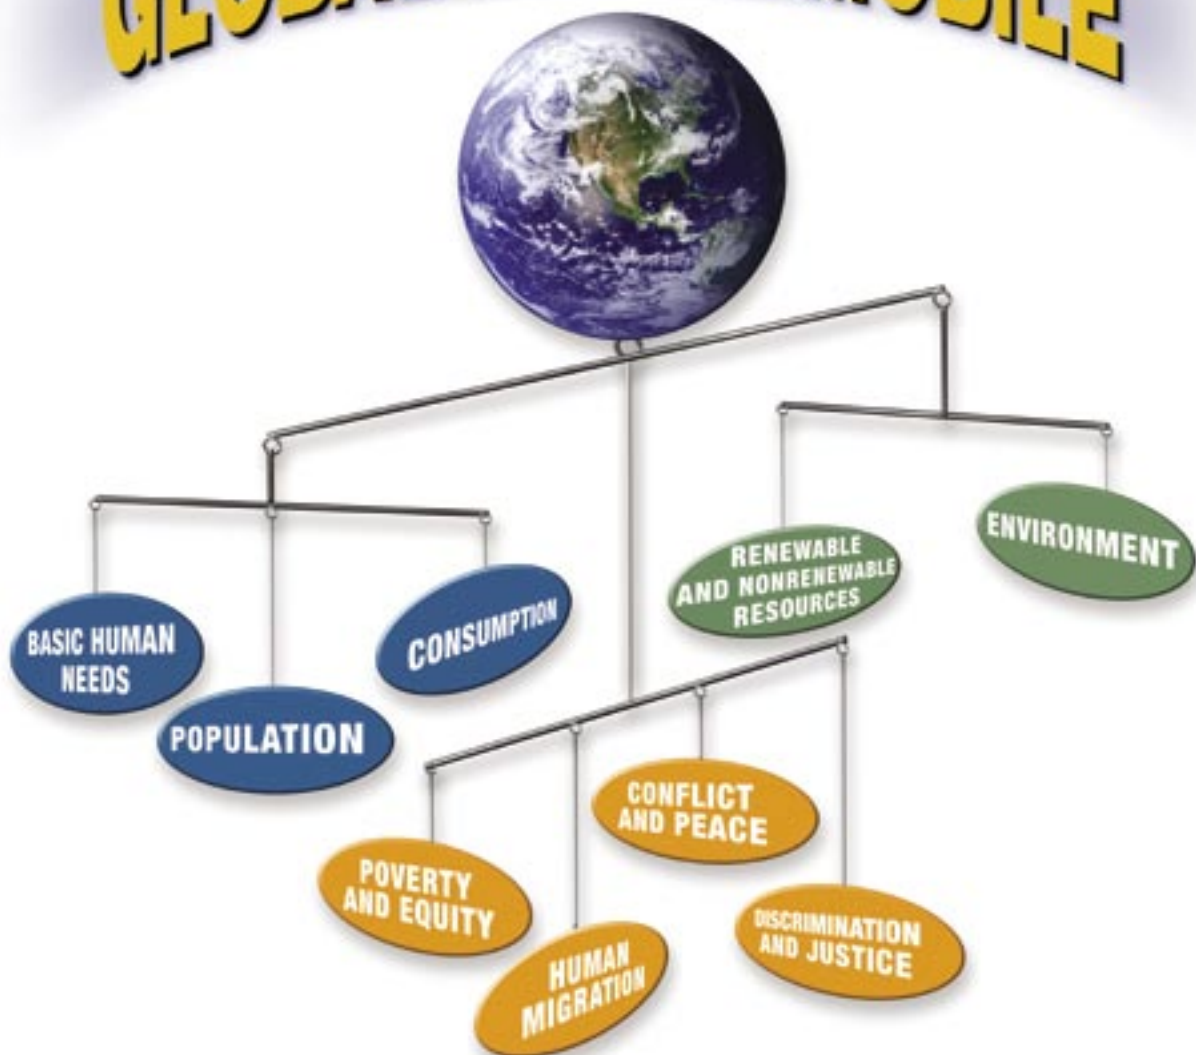 BASIC HUMAN
NEEDS
POPULATION
CONSUMPTION
RENEWABLE
AND NONRENEWABLE
RESOURCES
ENVIRONMENT
POVERTY
AND EQUITY
HUMAN
MIGRATION
CONFLICT
AND PEACE
DISCRIMINATION
AND JUSTICE